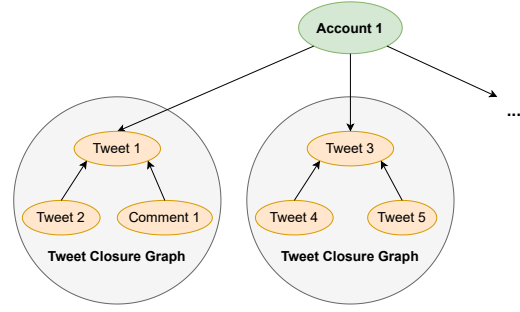 Account 1
...
Tweet 1
Tweet 3
Tweet 2
Comment 1
Tweet 4
Tweet 5
Tweet Closure Graph
Tweet Closure Graph